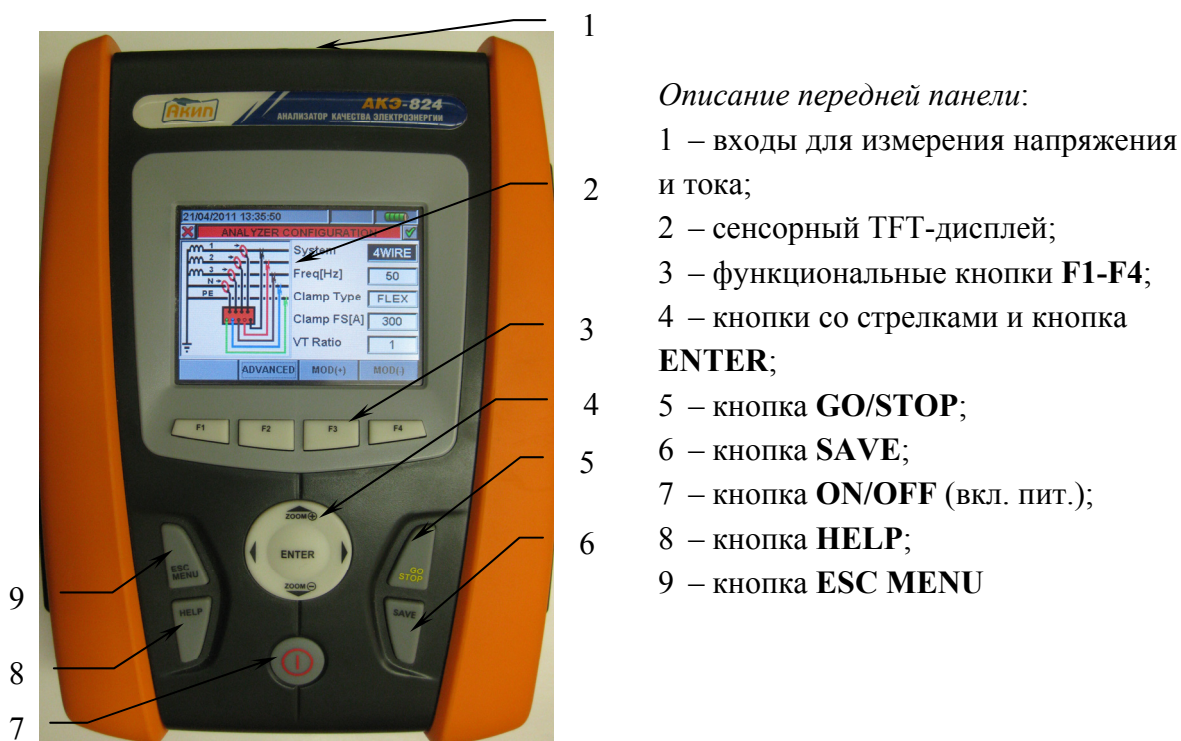 1
2
3
4
5
6
9
8
7
Акип
АКЭ-824
АНАЛИЗАТОР КАЧЕСТВА ЭЛЕКТРОЭНЕРГИИ
21/04/2011 13:35:50
ANALYZER CONFIGURATION
1
2
3
N
PE
System 4WIRE
Freq[Hz] 50
Clamp Type FLEX
Clamp FS[A] 300
VT Ratio 1
ADVANCED MOD(+) MOD(-)
F1 F2 F3 F4
ZOOM
ENTER
ZOOM
ESC
MENU
GO
STOP
HELP
SAVE
Описание передней панели:
1 – входы для измерения напряжения
и тока;
2 – сенсорный TFT-дисплей;
3 – функциональные кнопки F1-F4;
4 – кнопки со стрелками и кнопка
ENTER;
5 – кнопка GO/STOP;
6 – кнопка SAVE;
7 – кнопка ON/OFF (вкл. пит.);
8 – кнопка HELP;
9 – кнопка ESC MENU